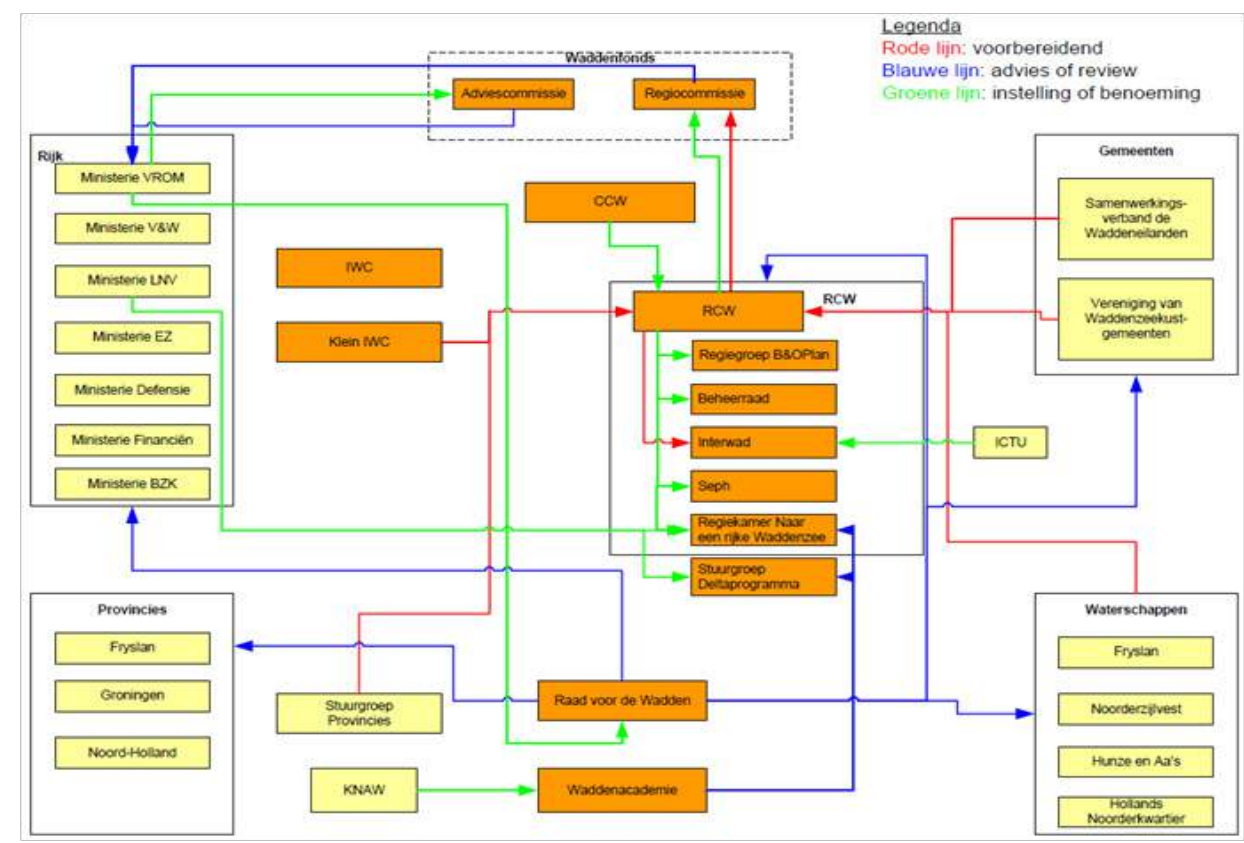 Legenda
Rode lijn: voorbereidend
Blauwe lijn: advies of review
Groene lijn: instelling of benoeming
Waddenfonds
Adviescommissie
Regiocommissie
Rijk
Ministerie VROM
Ministerie V&W
Ministerie LNV
Ministerie EZ
Ministerie Defensie
Ministerie Financiën
Ministerie BZK
CCW
IWC
Klein IWC
RCW
RCW
Regiegroep B&OPlan
Beheerraad
Interwad
Seph
Regiekamer Naar
een rijke Waddenzee
Stuurgroep
Deltaprogramma
Gemeenten
Samenwerkings-
verband de
Waddeneilanden
Vereniging van
Waddenzeekust-
gemeenten
ICTU
Provincies
Fryslan
Groningen
Noord-Holland
Stuurgroep
Provincies
Raad voor de Wadden
KNAW
Waddenacademie
Waterschappen
Fryslan
Noorderzijlvest
Hunze en Aa's
Hollands
Noorderkwartier